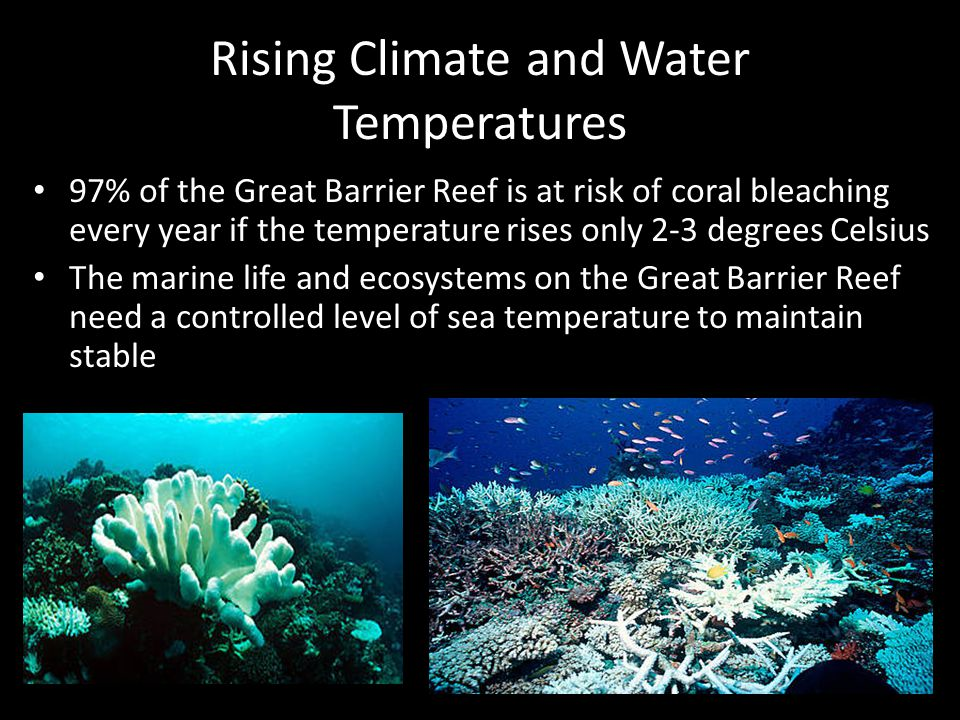 Rising Climate and Water
Temperatures
• 97% of the Great Barrier Reef is at risk of coral bleaching
every year if the temperature rises only 2-3 degrees Celsius
• The marine life and ecosystems on the Great Barrier Reef
need a controlled level of sea temperature to maintain
stable